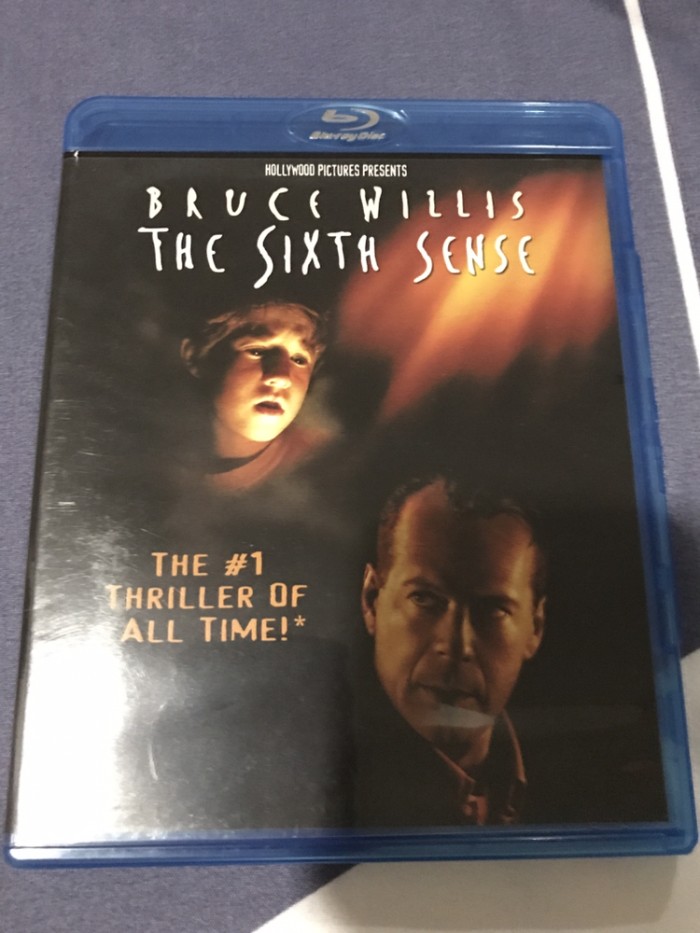 Blu-ray Disc
HOLLYWOOD PICTURES PRESENTS
BRUCE WILLIS
THE SIXTH SENSE
THE #1
THRILLER OF
ALL TIME!*